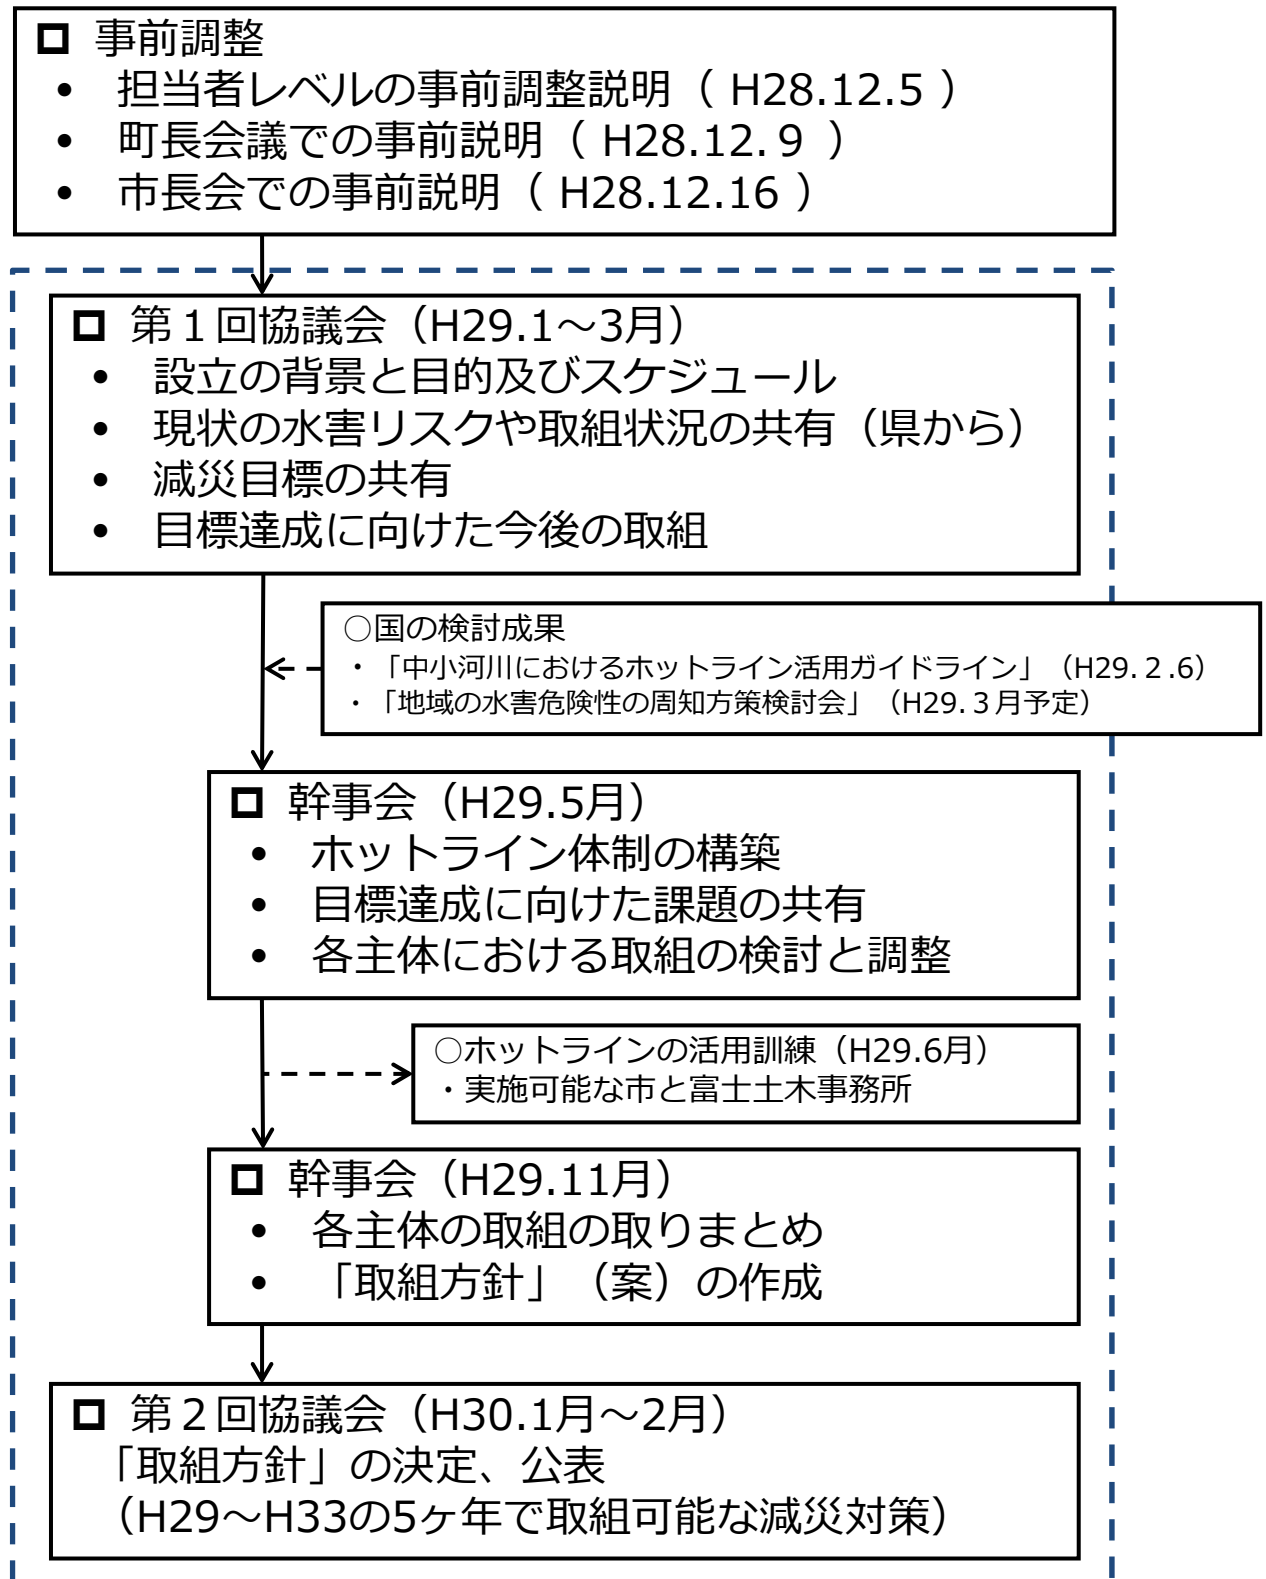 事前調整
• 担当者レベルの事前調整説明（ H28.12.5 ）
• 町長会議での事前説明（ H28.12.９ ）
• 市長会での事前説明（ H28.12.16 ）
第１回協議会（H29.1～3月）
• 設立の背景と目的及びスケジュール
• 現状の水害リスクや取組状況の共有（県から）
• 減災目標の共有
• 目標達成に向けた今後の取組
○国の検討成果
・「中小河川におけるホットライン活用ガイドライン」（H29.２.6）
・「地域の水害危険性の周知方策検討会」（H29.３月予定）
幹事会（H29.5月）
• ホットライン体制の構築
• 目標達成に向けた課題の共有
• 各主体における取組の検討と調整
○ホットラインの活用訓練（H29.6月）
・実施可能な市と富士土木事務所
幹事会（H29.11月）
• 各主体の取組の取りまとめ
• 「取組方針」（案）の作成
第２回協議会（H30.1月～2月）
「取組方針」の決定、公表
（H29～H33の5ヶ年で取組可能な減災対策）